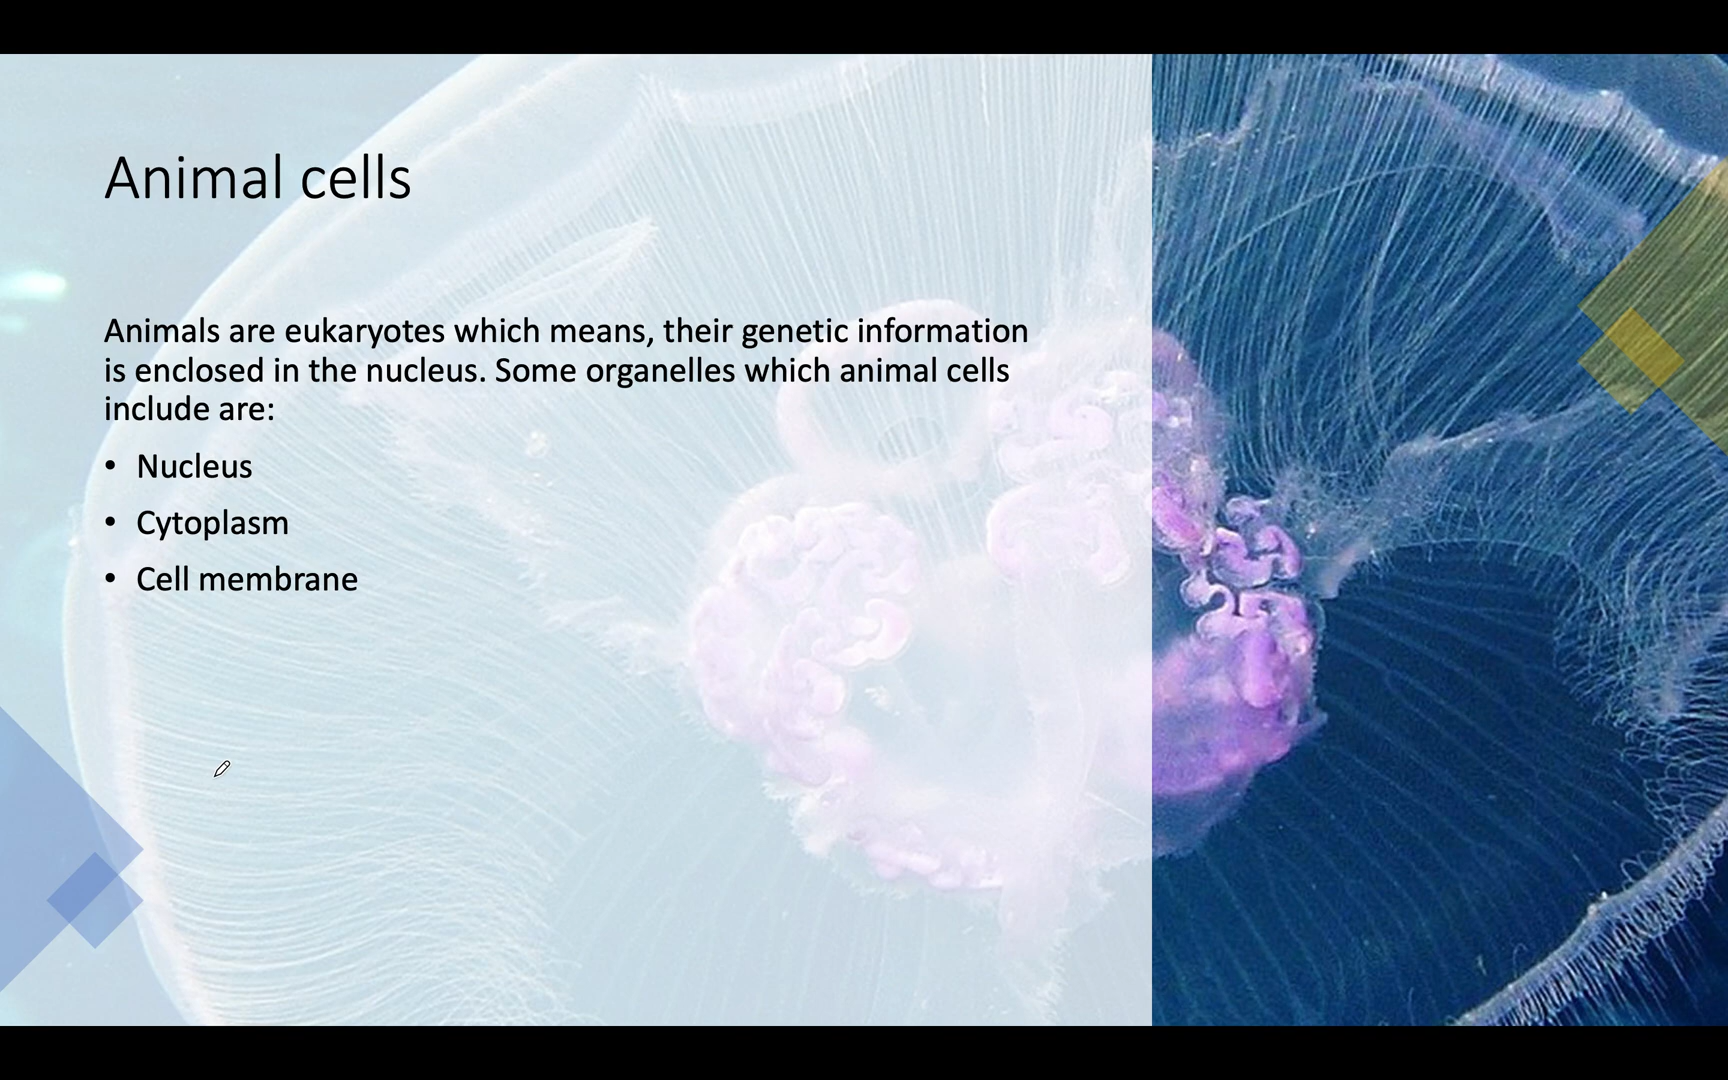 Animal cells
Animals are eukaryotes which means, their genetic information
is enclosed in the nucleus. Some organelles which animal cells
include are:
• Nucleus
• Cytoplasm
• Cell membrane